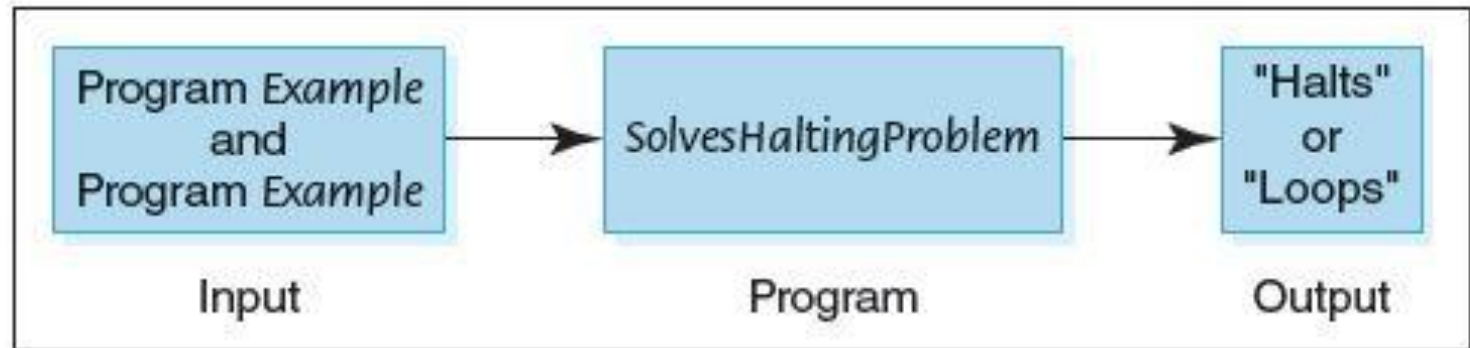 Program Example
and
Program Example
SolvesHaltingProblem
"Halts"
or
"Loops"
Input
Program
Output